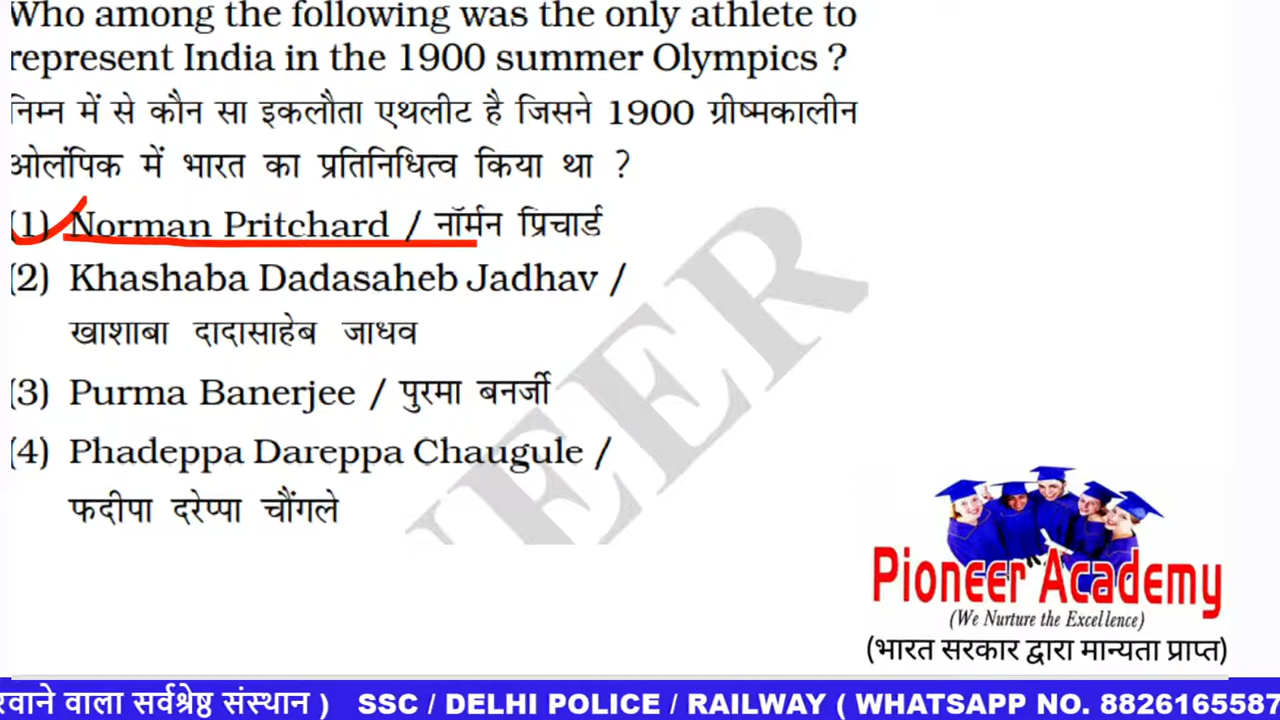 Who among the following was the only athlete to
represent India in the 1900 summer Olympics ?
निम्न में से कौन सा इकलौता एथलीट है जिसने 1900 ग्रीष्मकालीन
ओलंपिक में भारत का प्रतिनिधित्व किया था ?
(1) Norman Pritchard / नॉर्मन प्रिचार्ड
(2) Khashaba Dadasaheb Jadhav /
खाशाबा दादासाहेब जाधव
(3) Purma Banerjee / पुरमा बनर्जी
(4) Phadeppa Dareppa Chaugule /
फदीपा दरेप्पा चौंगले
NEER
Pioneer Academy
(We Nurture the Excellence)
(भारत सरकार द्वारा मान्यता प्राप्त)
रवाने वाला सर्वश्रेष्ठ संस्थान ) SSC / DELHI POLICE / RAILWAY ( WHATSAPP NO. 8826165587